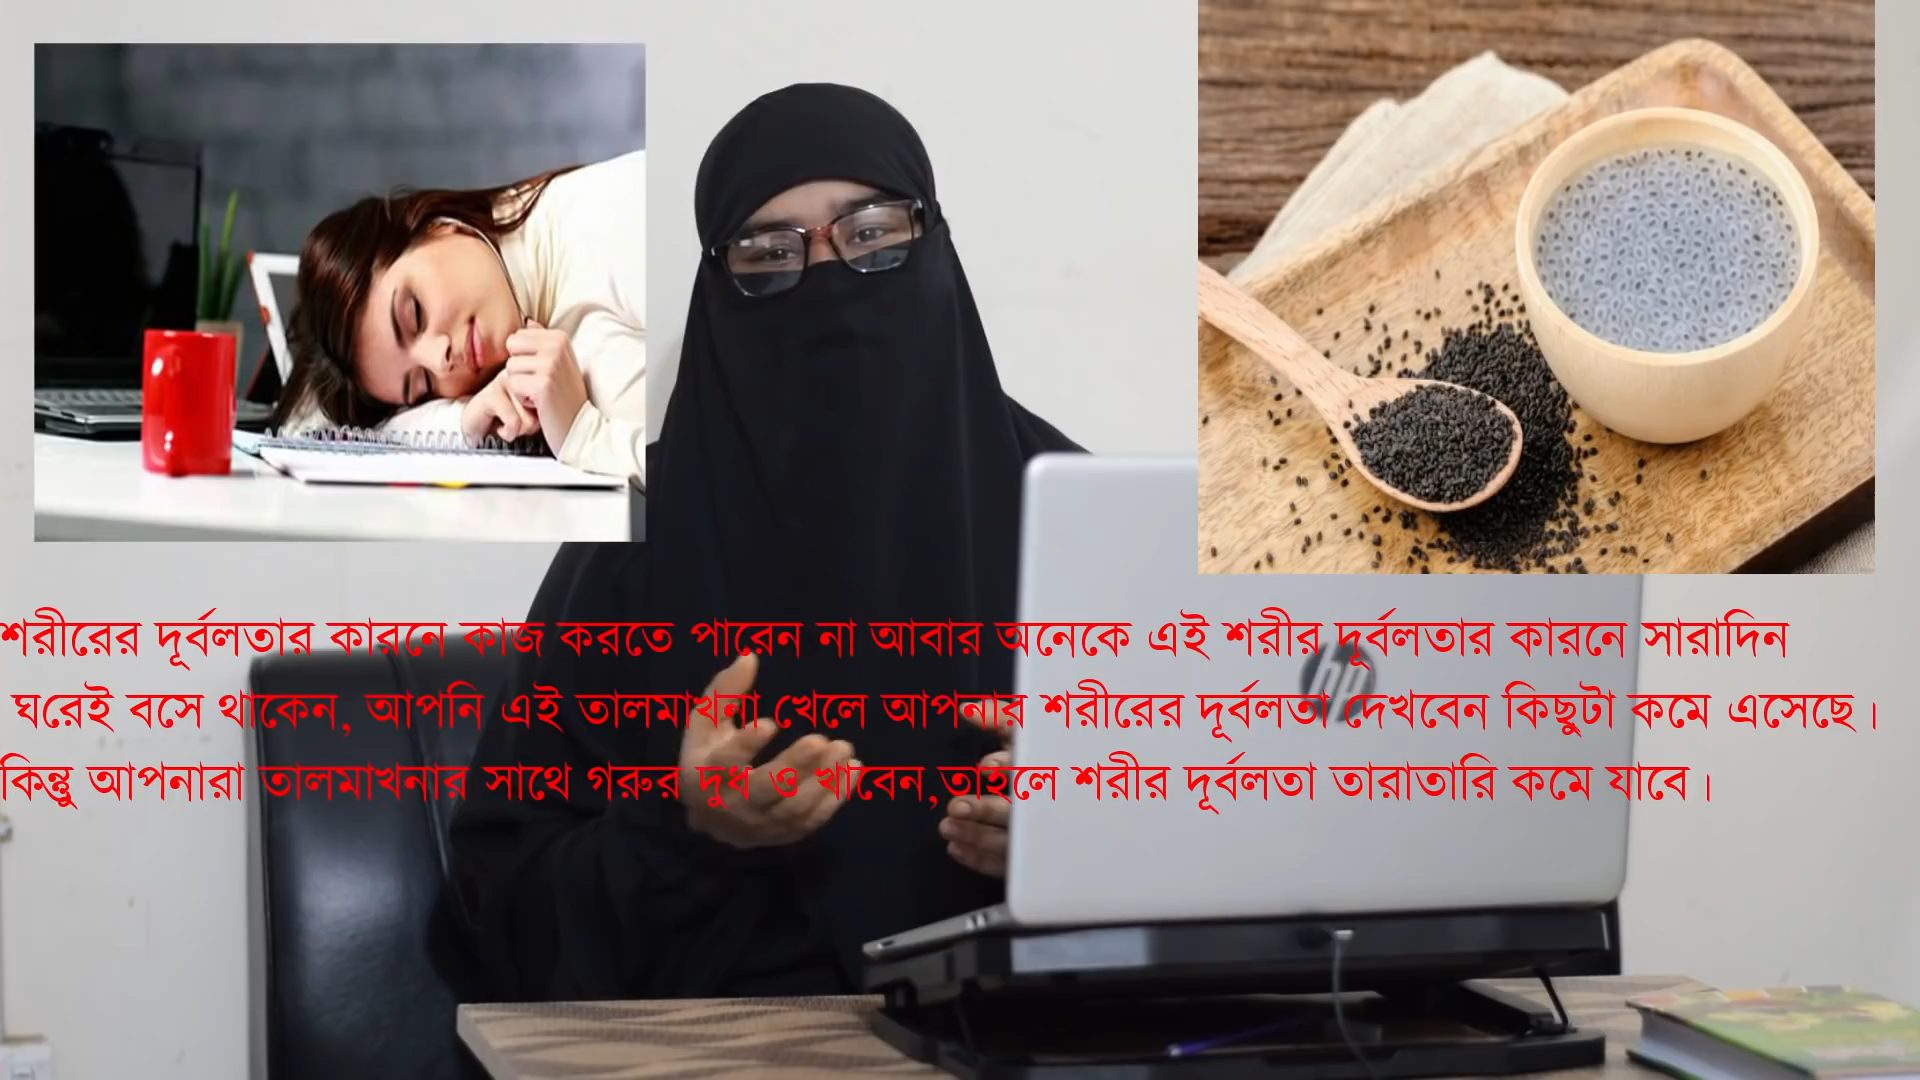 শরীরের দূর্বলতার কারনে কাজ করতে পারেন না আবার অনেকে এই শরীর দূর্বলতার কারনে সারাদিন
ঘরেই বসে থাকেন, আপনি এই তালমাখনা খেলে আপনার শরীরের দূর্বলতা দেখবেন কিছুটা কমে এসেছে।
কিন্তু আপনারা তালমাখনার সাথে গরুর দুধ ও খাবেন,তাহলে শরীর দূর্বলতা তারাতারি কমে যাবে।
hp